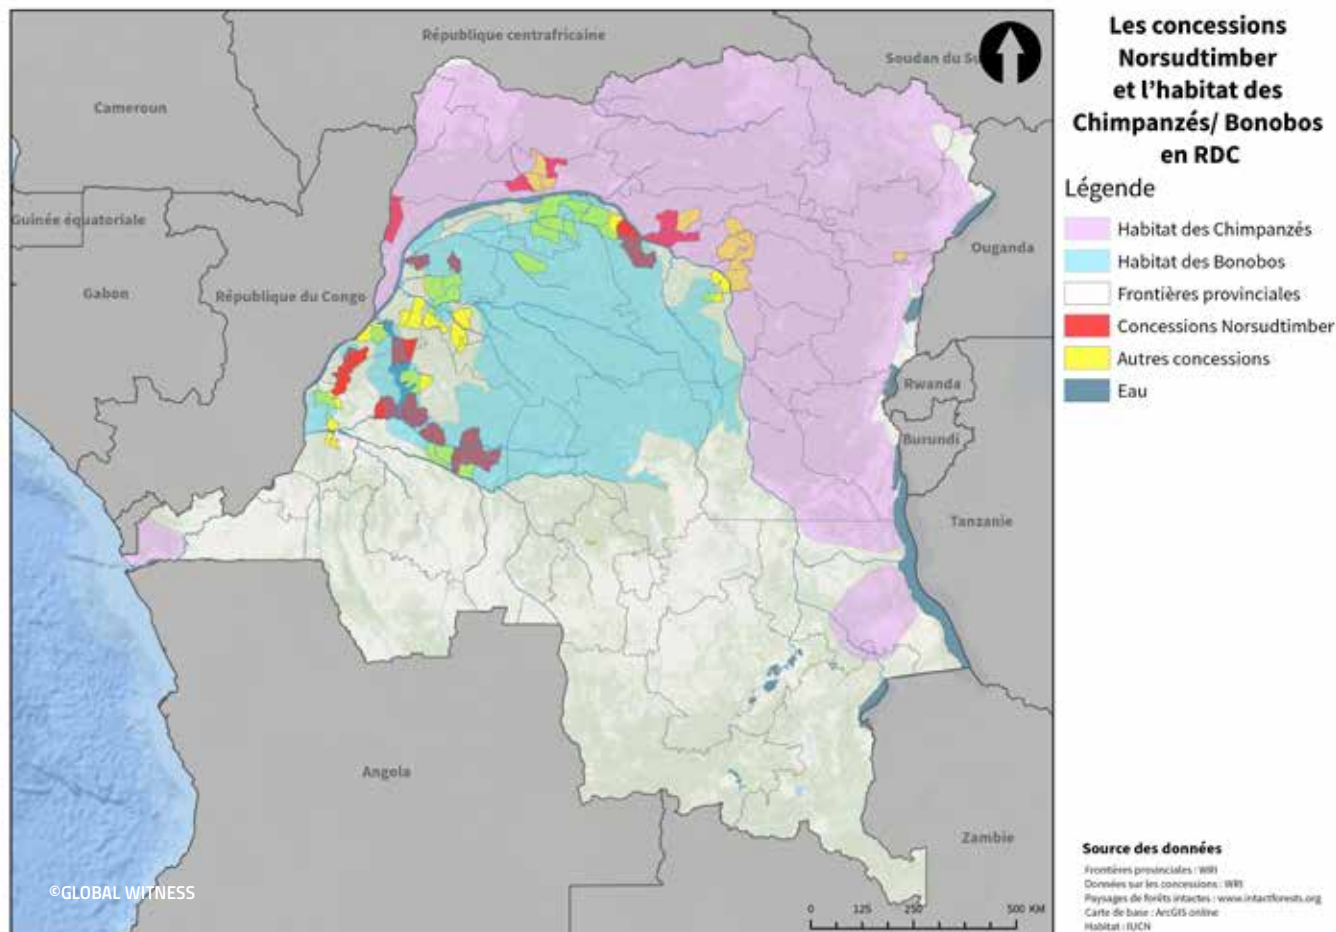 Les concessions
Norsudtimber
et l’habitat des
Chimpanzés/ Bonobos
en RDC
Légende
Habitat des Chimpanzés
Habitat des Bonobos
Frontières provinciales
Concessions Norsudtimber
Autres concessions
Eau
République centrafricaine
Soudan du Su
Cameroun
Guinée équatoriale
Ouganda
Gabon
République du Congo
Rwanda
Burundi
Tanzanie
Angola
Zambie
©GLOBAL WITNESS
0 125 250 500 KM
Source des données
Frontières provinciales : WRI
Données sur les concessions : WRI
Paysages de forêts intactes : www.intactforests.org
Carte de base : ArcGIS online
Habitat : IUCN